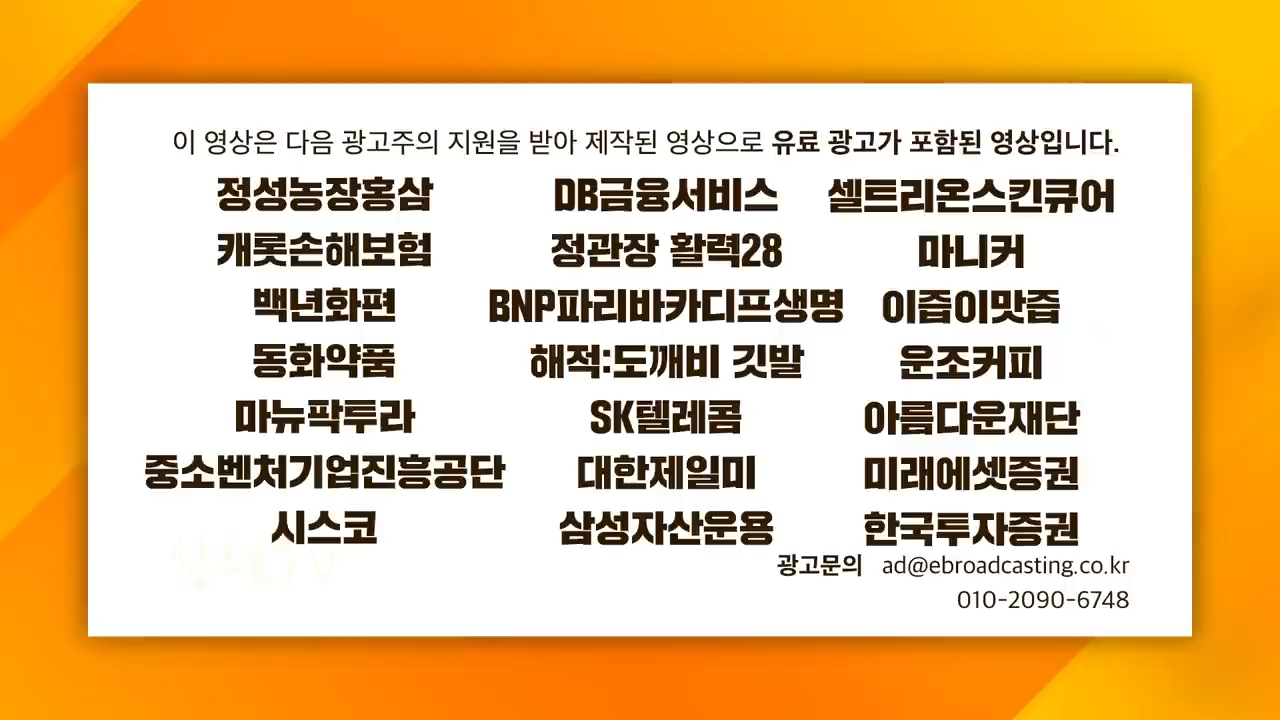 이 영상은 다음 광고주의 지원을 받아 제작된 영상으로 유료 광고가 포함된 영상입니다.
정성농장홍삼 DB금융서비스 셀트리온스킨큐어
캐롯손해보험 정관장 활력28 마니커
백년화편 BNP파리바카디프생명 이즙이맛즙
동화약품 해적:도깨비 깃발 운조커피
마뉴팍투라 SK텔레콤 아름다운재단
중소벤처기업진흥공단 대한제일미 미래에셋증권
시스코 삼성자산운용 한국투자증권
광고문의 ad@ebroadcasting.co.kr
010-2090-6748